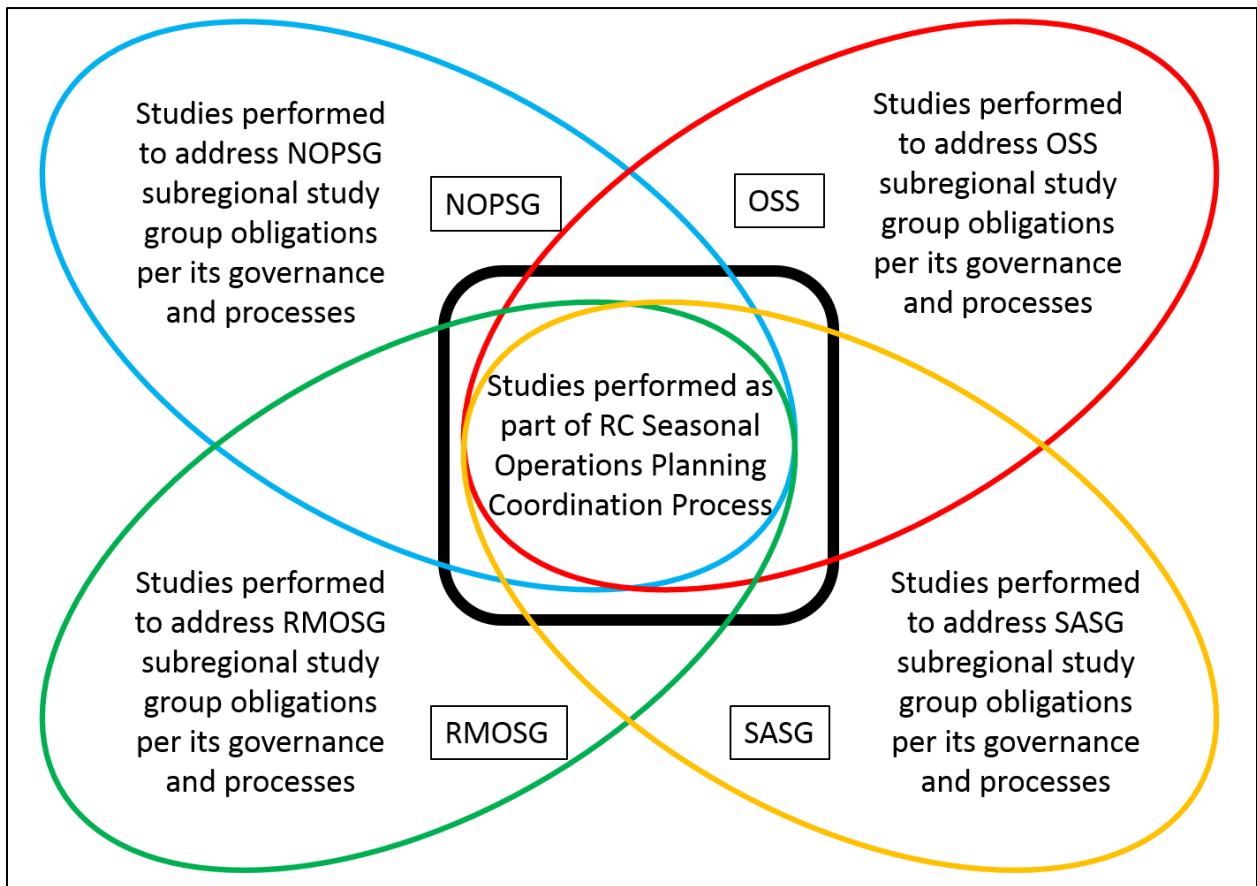 Studies performed
to address NOPSG
subregional study
group obligations
per its governance
and processes
NOPSG
OSS
Studies performed
to address OSS
subregional study
group obligations
per its governance
and processes
Studies performed as
part of RC Seasonal
Operations Planning
Coordination Process
Studies performed
to address RMOSG
subregional study
group obligations
per its governance
and processes
RMOSG
SASG
Studies performed
to address SASG
subregional study
group obligations
per its governance
and processes